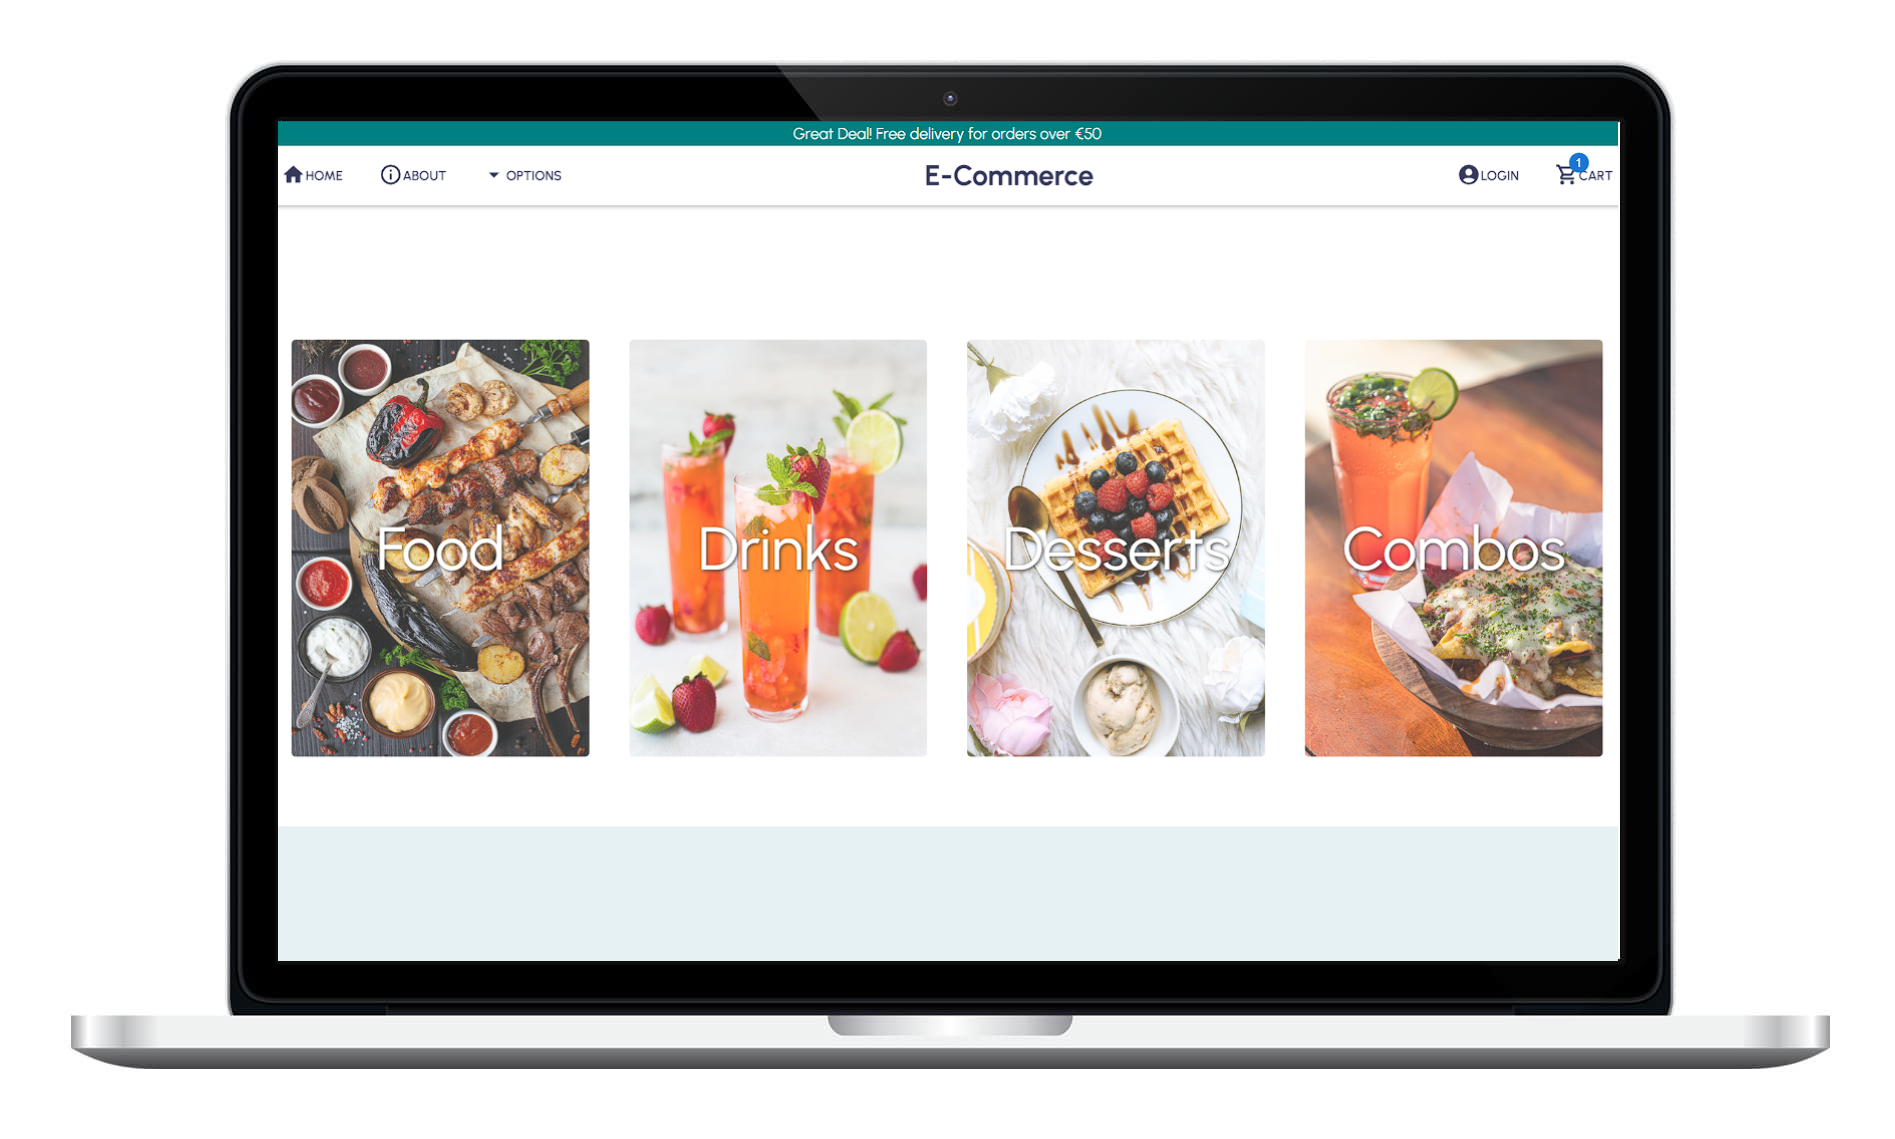 Great Deal! Free delivery for orders over €50
HOME ABOUT OPTIONS E-Commerce LOGIN 1 CART
Food Drinks Desserts Combos